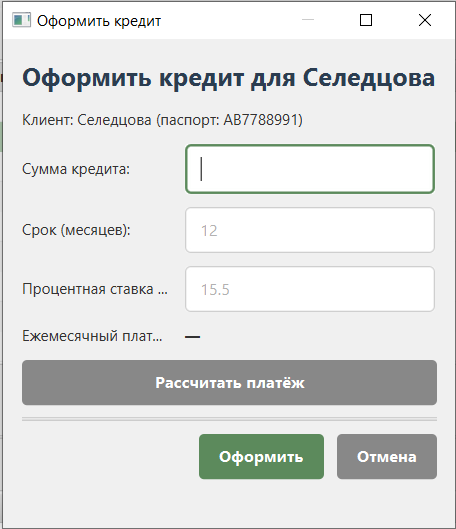 Оформить кредит
Оформить кредит для Селедцова
Клиент: Селедцова (паспорт: AB7788991)
Сумма кредита:
Срок (месяцев): 12
Процентная ставка ... 15.5
Ежемесячный плат... —
Рассчитать платёж
Оформить Отмена